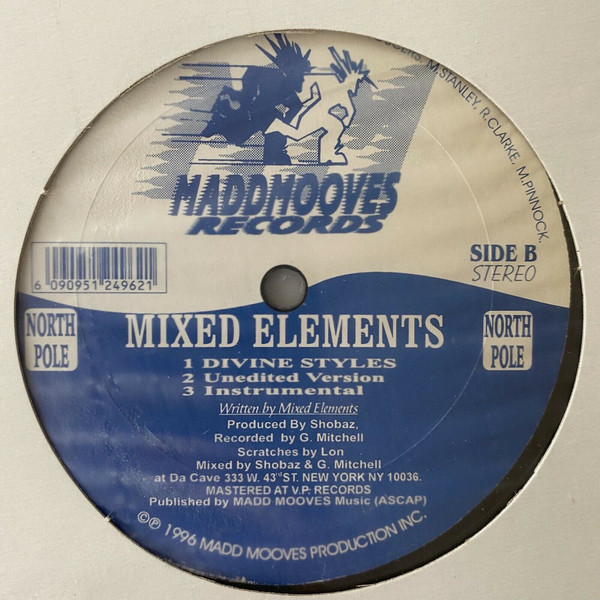 M.STANLEY, R.CLARKE, M.PINNOCK.
MADDMOOVES
RECORDS
6 090951 249621
SIDE B
STEREO
NORTH
POLE
MIXED ELEMENTS
NORTH
POLE
1 DIVINE STYLES
2 Unedited Version
3 Instrumental
Written by Mixed Elements
Produced By Shobaz,
Recorded by G. Mitchell
Scratches by Lon
Mixed by Shobaz & G. Mitchell
at Da Cave 333 W. 43RD ST. NEW YORK NY 10036.
MASTERED AT V.P. RECORDS
Published by MADD MOOVES Music (ASCAP)
©℗ 1996 MADD MOOVES PRODUCTION INC.